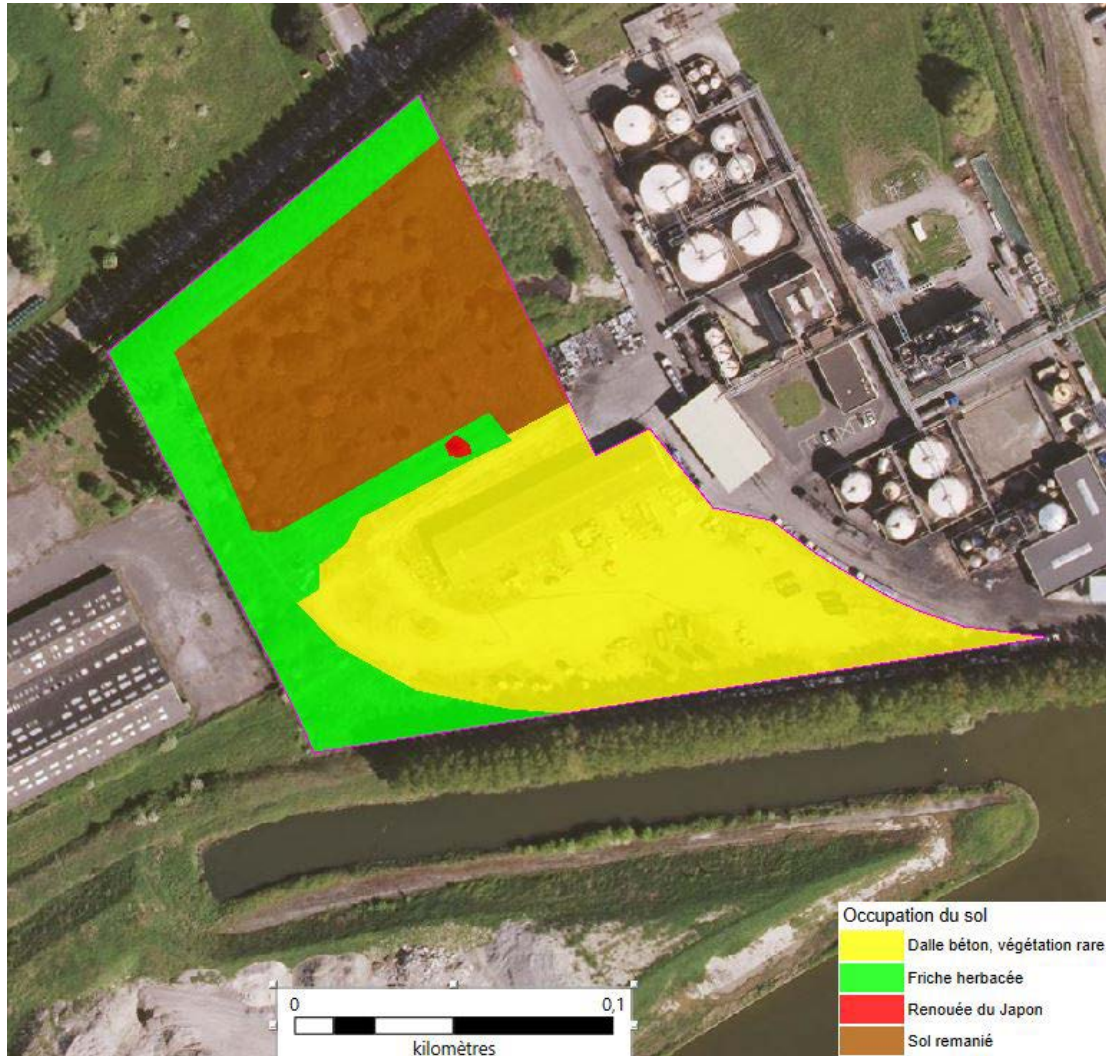 Occupation du sol
Dalle béton, végétation rare
Friche herbacée
Renouée du Japon
Sol remanié
0 0,1
kilomètres